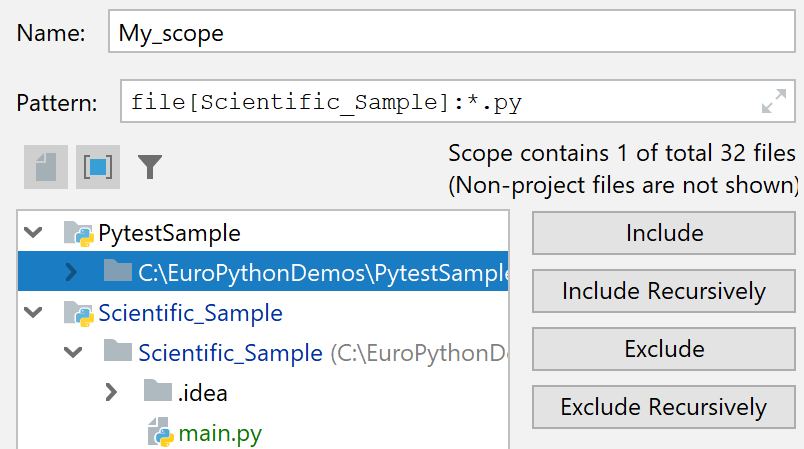 Name: My_scope
Pattern: file[Scientific_Sample]:*.py
Scope contains 1 of total 32 files
(Non-project files are not shown)
PytestSample
C:\EuroPythonDemos\PytestSample
Scientific_Sample
Scientific_Sample (C:\EuroPythonD
.idea
main.py
Include
Include Recursively
Exclude
Exclude Recursively